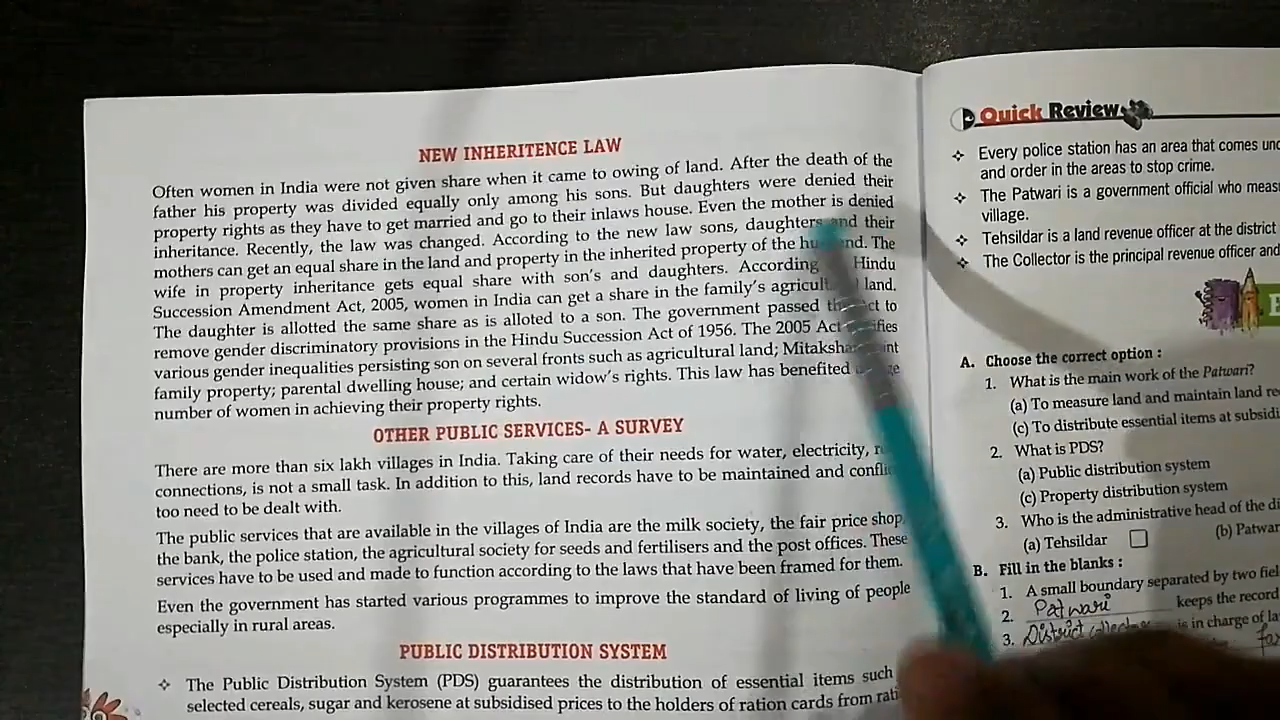 NEW INHERITENCE LAW
Often women in India were not given share when it came to owing of land. After the death of the
father his property was divided equally only among his sons. But daughters were denied their
property rights as they have to get married and go to their inlaws house. Even the mother is denied
inheritance. Recently, the law was changed. According to the new law sons, daughters and their
mothers can get an equal share in the land and property in the inherited property of the The
wife in property inheritance gets equal share with son's and daughters. According Hindu
Succession Amendment Act, 2005, women in India can get a share in the family's land.
The daughter is allotted the same share as is alloted to a son. The government passed Act to
remove gender discriminatory provisions in the Hindu Succession Act of 1956. The 2005 Act
various gender inequalities persisting son on several fronts such as agricultural land;
family property; parental dwelling house; and certain widow's rights. This law has benefited
number of women in achieving their property rights.
OTHER PUBLIC SERVICES- A SURVEY
There are more than six lakh villages in India. Taking care of their needs for water, electricity,
connections, is not a small task. In addition to this, land records have to be maintained and
too need to be dealt with.
The public services that are available in the villages of India are the milk society, the fair price shop,
the bank, the police station, the agricultural society for seeds and fertilisers and the post offices. These
services have to be used and made to function according to the laws that have been framed for them.
Even the government has started various programmes to improve the standard of living of people
especially in rural areas.
PUBLIC DISTRIBUTION SYSTEM
❖ The Public Distribution System (PDS) guarantees the distribution of essential items such
selected cereals, sugar and kerosene at subsidised prices to the holders of ration cards from
Quick Review
❖ Every police station has an area that comes
and order in the areas to stop crime.
❖ The Patwari is a government official who
village.
❖ Tehsildar is a land revenue officer at the district
❖ The Collector is the principal revenue officer and
A. Choose the correct option :
1. What is the main work of the Patwari?
(a) To measure land and maintain land
(c) To distribute essential items at
2. What is PDS?
(a) Public distribution system
(c) Property distribution system
3. Who is the administrative head of the
(a) Tehsildar (b)
B. Fill in the blanks :
1. A small boundary separated by two
2. Patwari keeps the record
3. District is in charge of